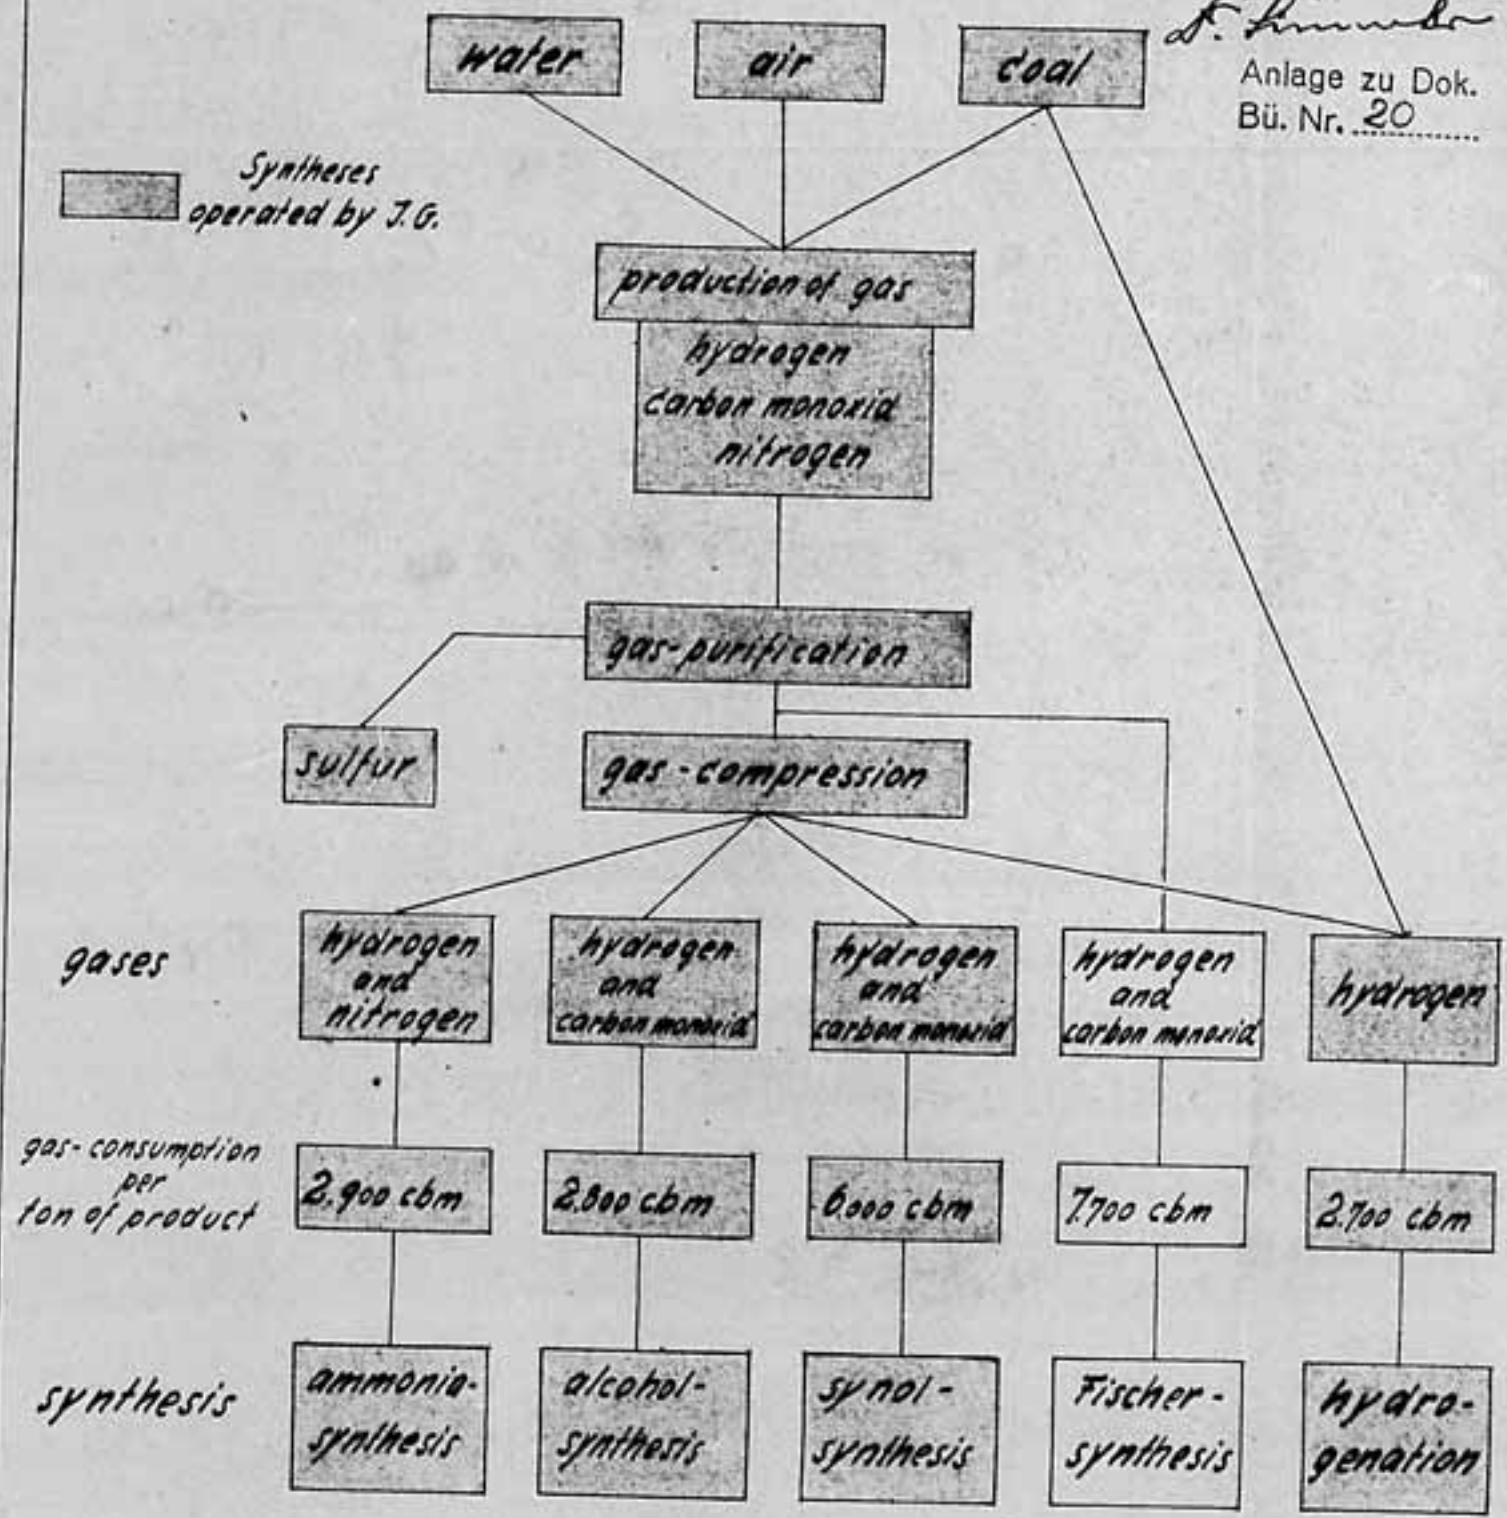 water
air
coal
Anlage zu Dok.
Bü. Nr. 20
Syntheses
operated by J.G.
production of gas
hydrogen
carbon monoxid
nitrogen
gas-purification
sulfur
gas-compression
gases
hydrogen
and
nitrogen
hydrogen
and
carbon monoxid
hydrogen
and
carbon monoxid
hydrogen
and
carbon monoxid
hydrogen
gas-consumption
per
ton of product
2.900 cbm
2.800 cbm
6.000 cbm
7.700 cbm
2.700 cbm
synthesis
ammonia-
synthesis
alcohol-
synthesis
synol-
synthesis
Fischer-
synthesis
hydro-
genation